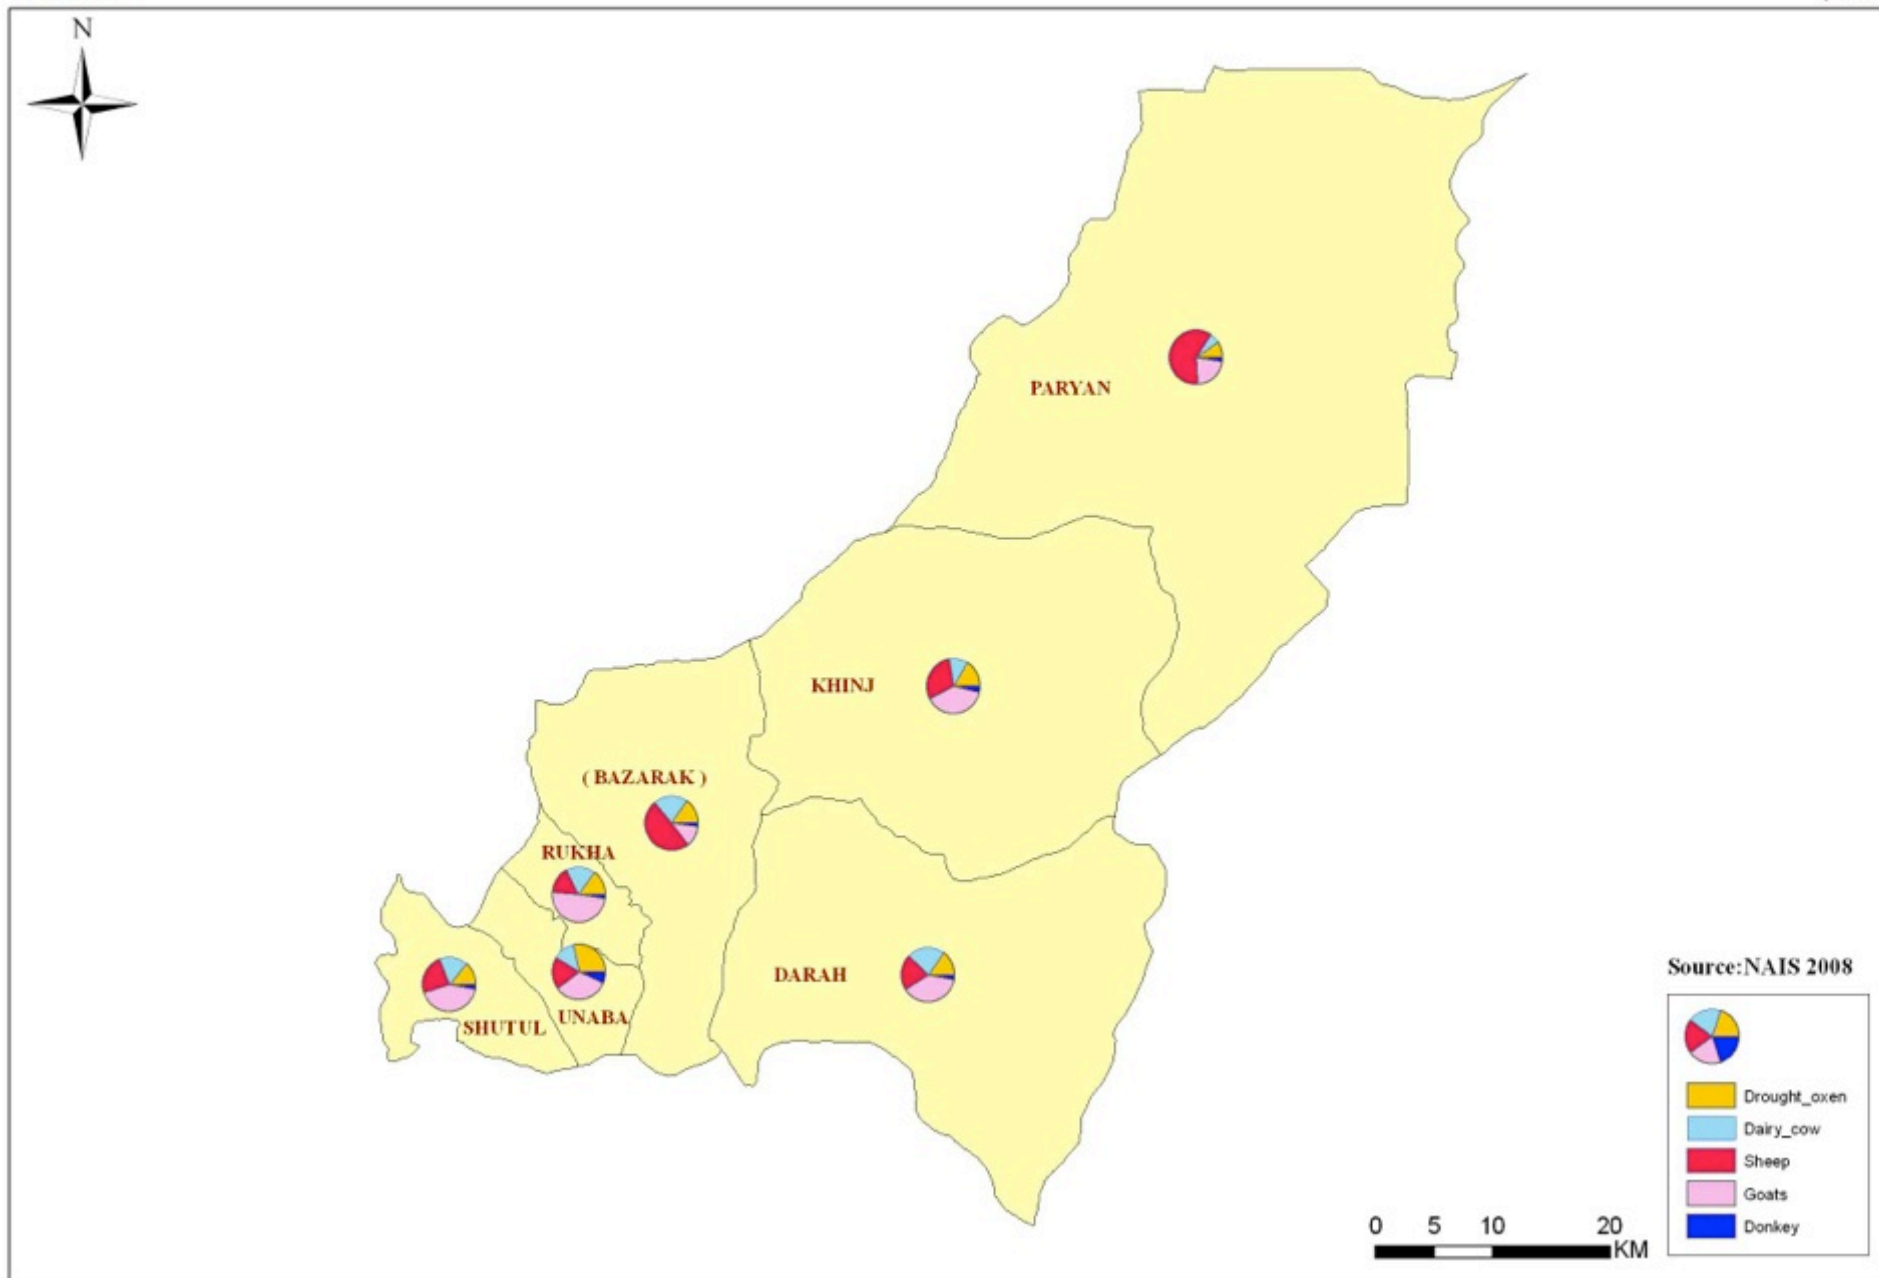 N
PARYAN
KHINJ
( BAZARAK )
RUKHA
DARAH
UNABA
SHUTUL
Source:NAIS 2008
Drought_oxen
Dairy_cow
Sheep
Goats
Donkey
0 5 10 20
KM